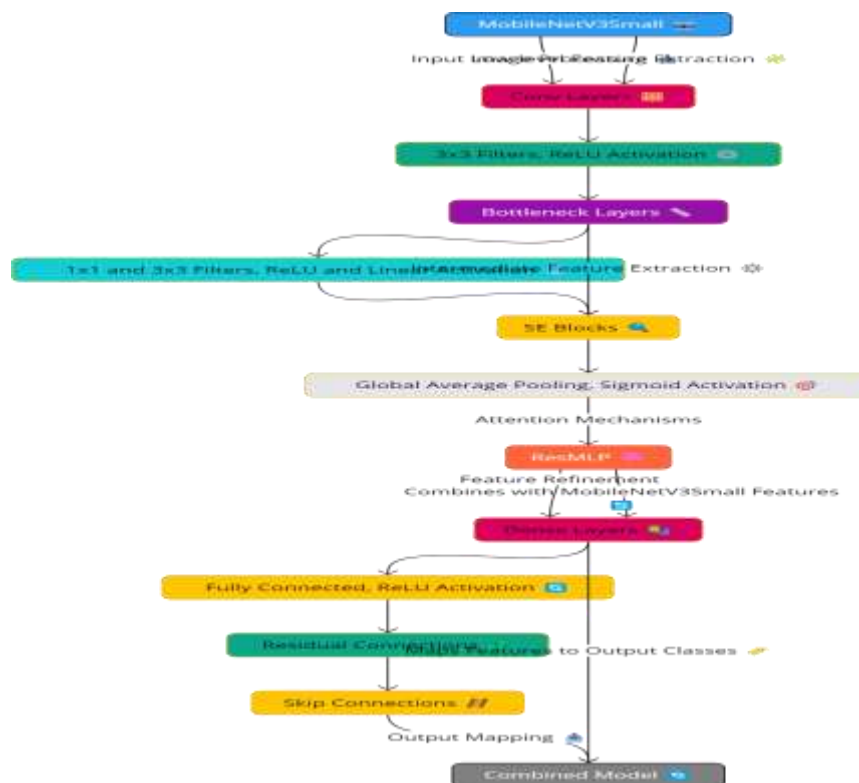 MobileNetV3Small
Input Image Processing
Extraction
Conv Layers
3x3 Filters, ReLU Activation
Bottleneck Layers
1x1 and 3x3 Filters, ReLU and Linear Activation
Intermediate Feature Extraction
SE Blocks
Global Average Pooling, Sigmoid Activation
Attention Mechanisms
ResMLP
Feature Refinement
Combines with MobileNetV3Small Features
Dense Layers
Fully Connected, ReLU Activation
Residual Connections
Maps Features to Output Classes
Skip Connections
Output Mapping
Combined Model